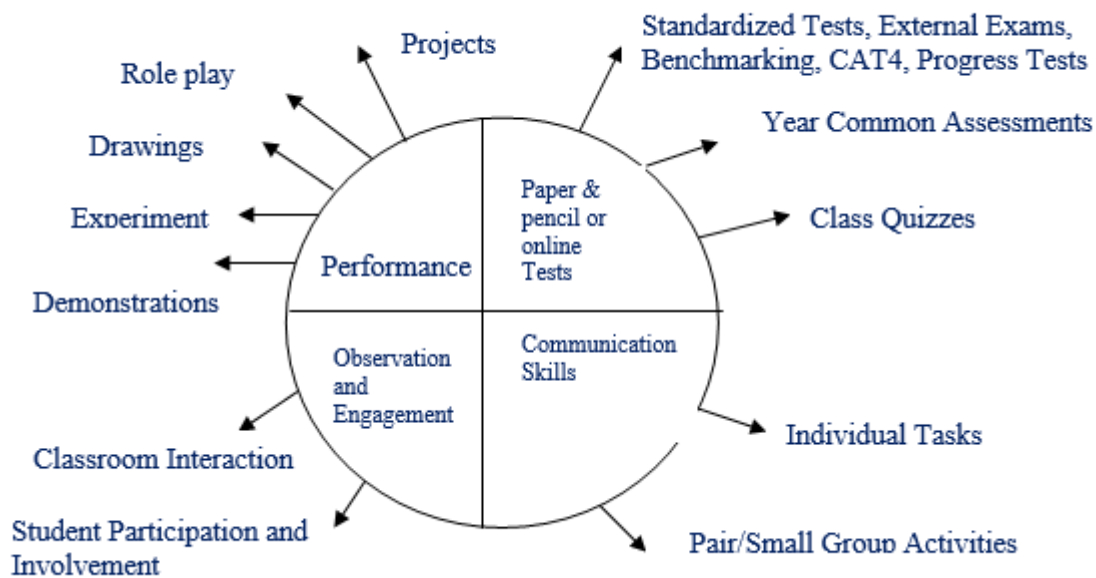 Projects
Standardized Tests, External Exams,
Benchmarking, CAT4, Progress Tests
Role play
Year Common Assessments
Drawings
Paper &
pencil or
online
Tests
Experiment
Class Quizzes
Performance
Demonstrations
Observation
and
Engagement
Communication
Skills
Individual Tasks
Classroom Interaction
Student Participation and
Involvement
Pair/Small Group Activities